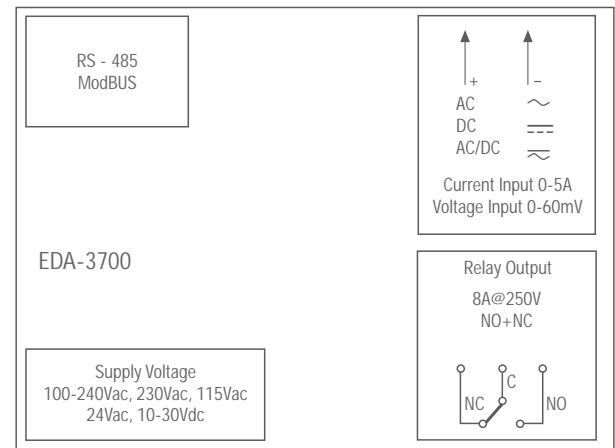 RS - 485
ModBUS
+ −
AC
DC
AC/DC
Current Input 0-5A
Voltage Input 0-60mV
EDA-3700
Relay Output
8A@250V
NO+NC
C
NC
NO
Supply Voltage
100-240Vac, 230Vac, 115Vac
24Vac, 10-30Vdc